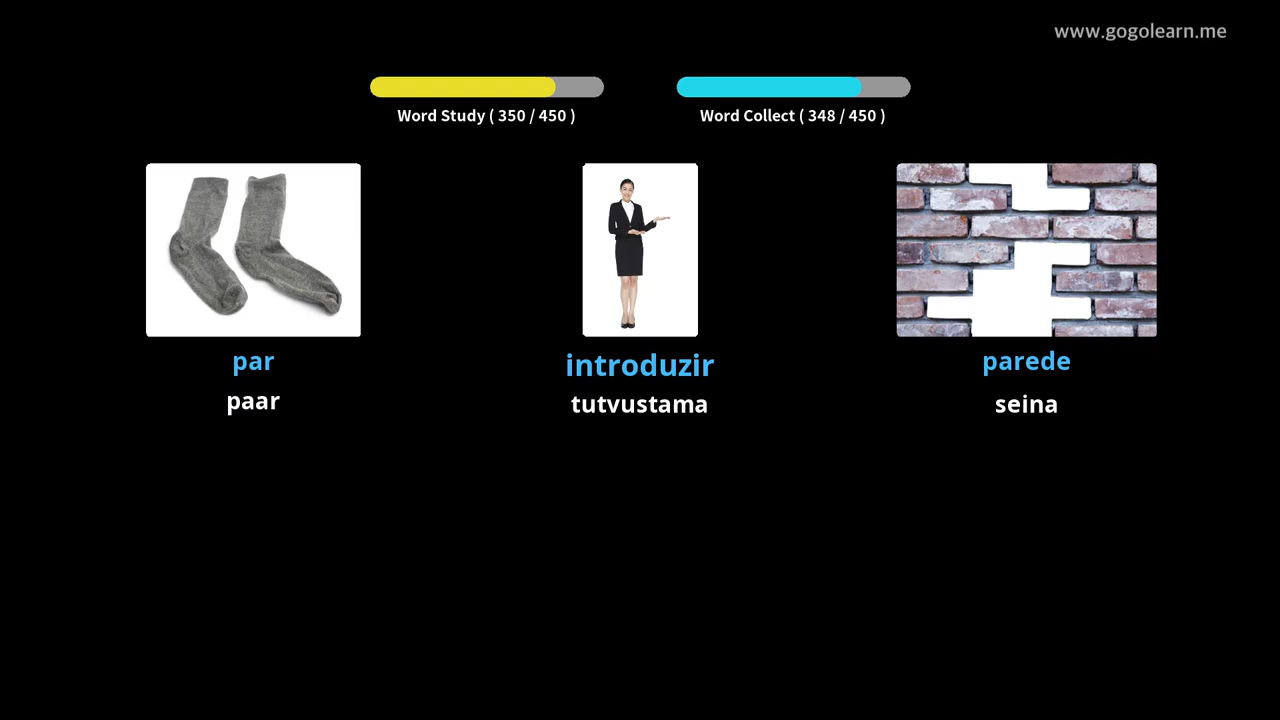 www.gogolearn.me
Word Study ( 350 / 450 )
Word Collect ( 348 / 450 )
par
introduzir
parede
paar
tutvustama
seina